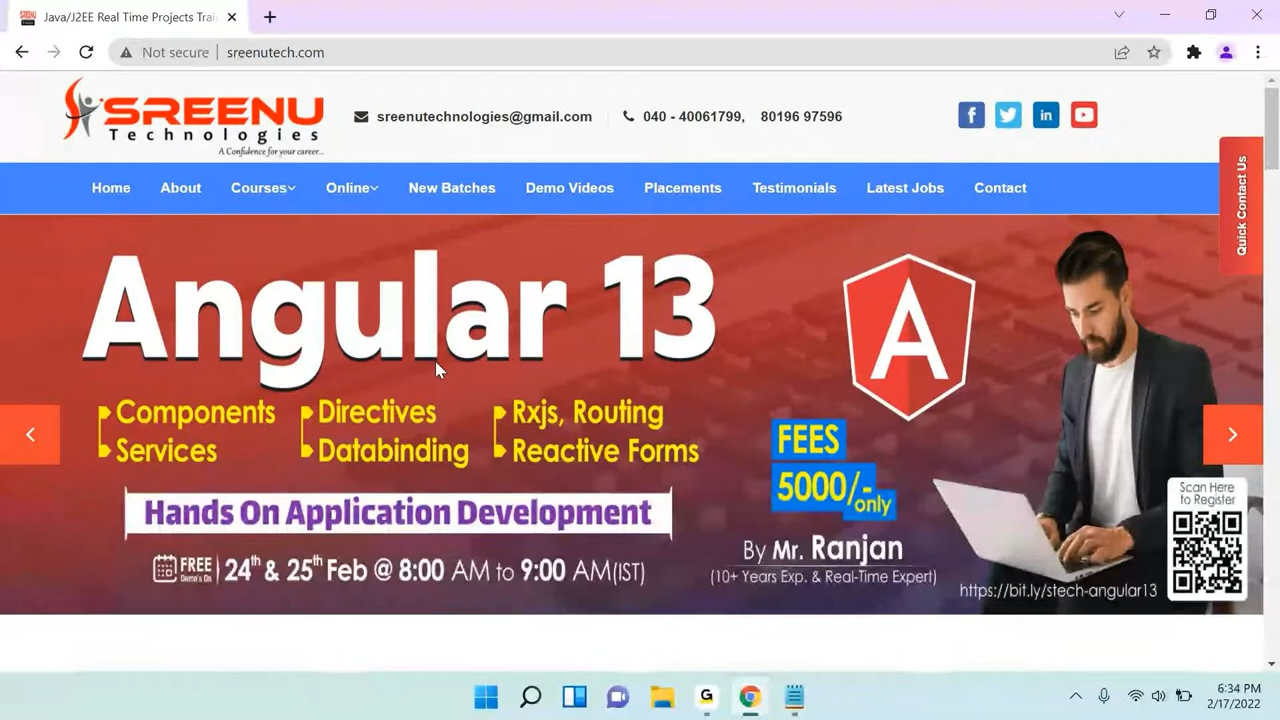 Java/J2EE Real Time Projects Trai
Not secure
sreenutech.com
SREENU
Technologies
A Confidence for your career...
sreenutechnologies@gmail.com
040 - 40061799, 80196 97596
Home About Courses Online New Batches Demo Videos Placements Testimonials Latest Jobs Contact
Quick Contact Us
Angular 13
Components
Services
Directives
Databinding
Rxjs, Routing
Reactive Forms
Hands On Application Development
FREE
Demo's On
24th & 25th Feb @ 8:00 AM to 9:00 AM(IST)
A
FEES
5000/-only
By Mr. Ranjan
(10+ Years Exp. & Real-Time Expert)
Scan Here
to Register
https://bit.ly/stech-angular13
G
6:34 PM
2/17/2022